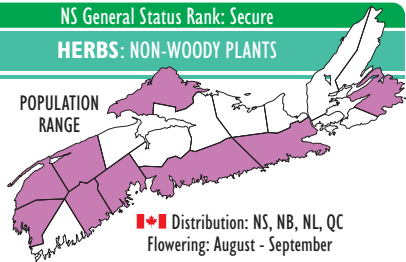 NS General Status Rank: Secure
HERBS: NON-WOODY PLANTS
POPULATION
RANGE
Distribution: NS, NB, NL, QC
Flowering: August - September